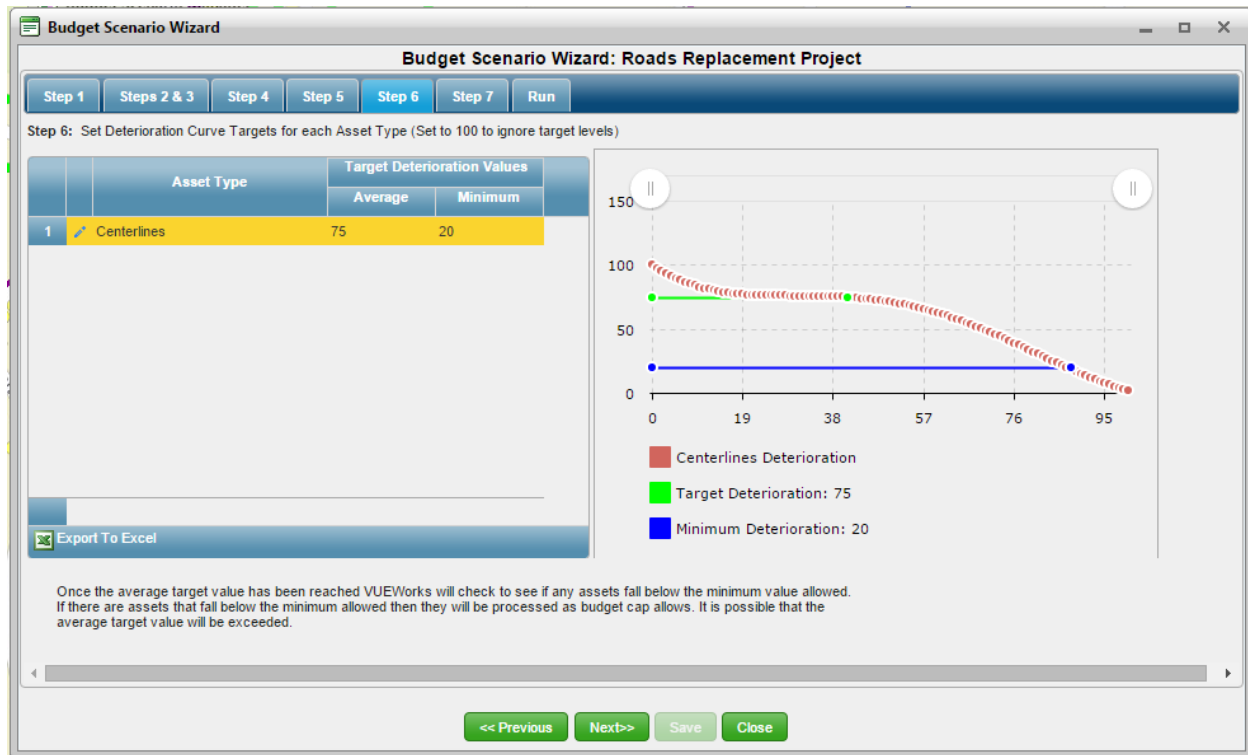 Budget Scenario Wizard
Budget Scenario Wizard: Roads Replacement Project
Step 1 Steps 2 & 3 Step 4 Step 5 Step 6 Step 7 Run
Step 6: Set Deterioration Curve Targets for each Asset Type (Set to 100 to ignore target levels)
Asset Type
Target Deterioration Values
Average Minimum
1 Centerlines 75 20
Export To Excel
150
100
50
0
0 19 38 57 76 95
Centerlines Deterioration
Target Deterioration: 75
Minimum Deterioration: 20
Once the average target value has been reached VUEWorks will check to see if any assets fall below the minimum value allowed.
If there are assets that fall below the minimum allowed then they will be processed as budget cap allows. It is possible that the
average target value will be exceeded.
<< Previous Next>> Save Close